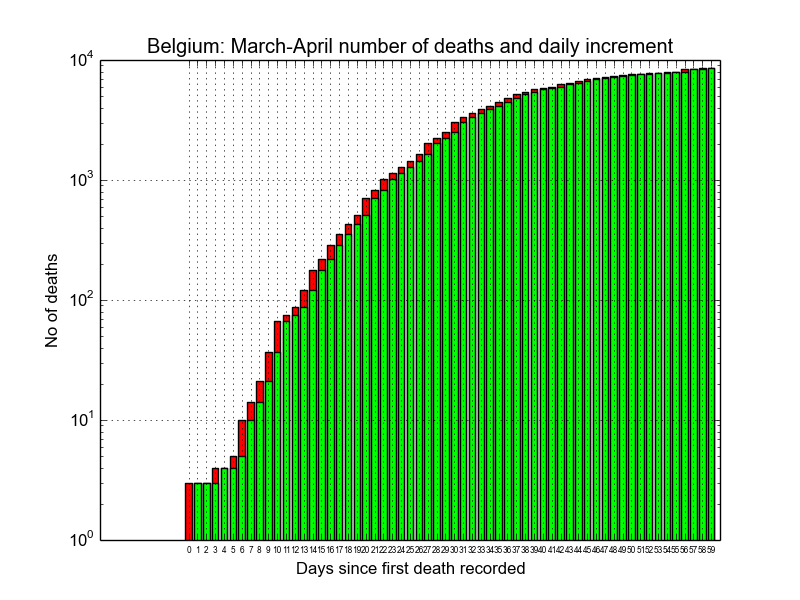 Belgium: March-April number of deaths and daily increment
10^4
10^3
10^2
10^1
10^0
No of deaths
0 1 2 3 4 5 6 7 8 9 10 11 12 13 14 15 16 17 18 19 20 21 22 23 24 25 26 27 28 29 30 31 32 33 34 35 36 37 38 39 40 41 42 43 44 45 46 47 48 49 50 51 52 53 54 55 56 57 58 59
Days since first death recorded